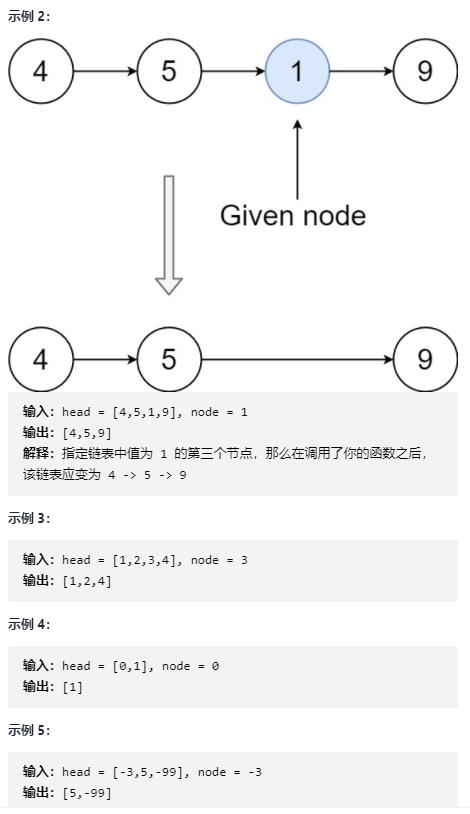 示例 2：
4 5 1 9
Given node
4 5 9
输入：head = [4,5,1,9], node = 1
输出：[4,5,9]
解释：指定链表中值为 1 的第三个节点，那么在调用了你的函数之后，
该链表应变为 4 -> 5 -> 9
示例 3：
输入：head = [1,2,3,4], node = 3
输出：[1,2,4]
示例 4：
输入：head = [0,1], node = 0
输出：[1]
示例 5：
输入：head = [-3,5,-99], node = -3
输出：[5,-99]